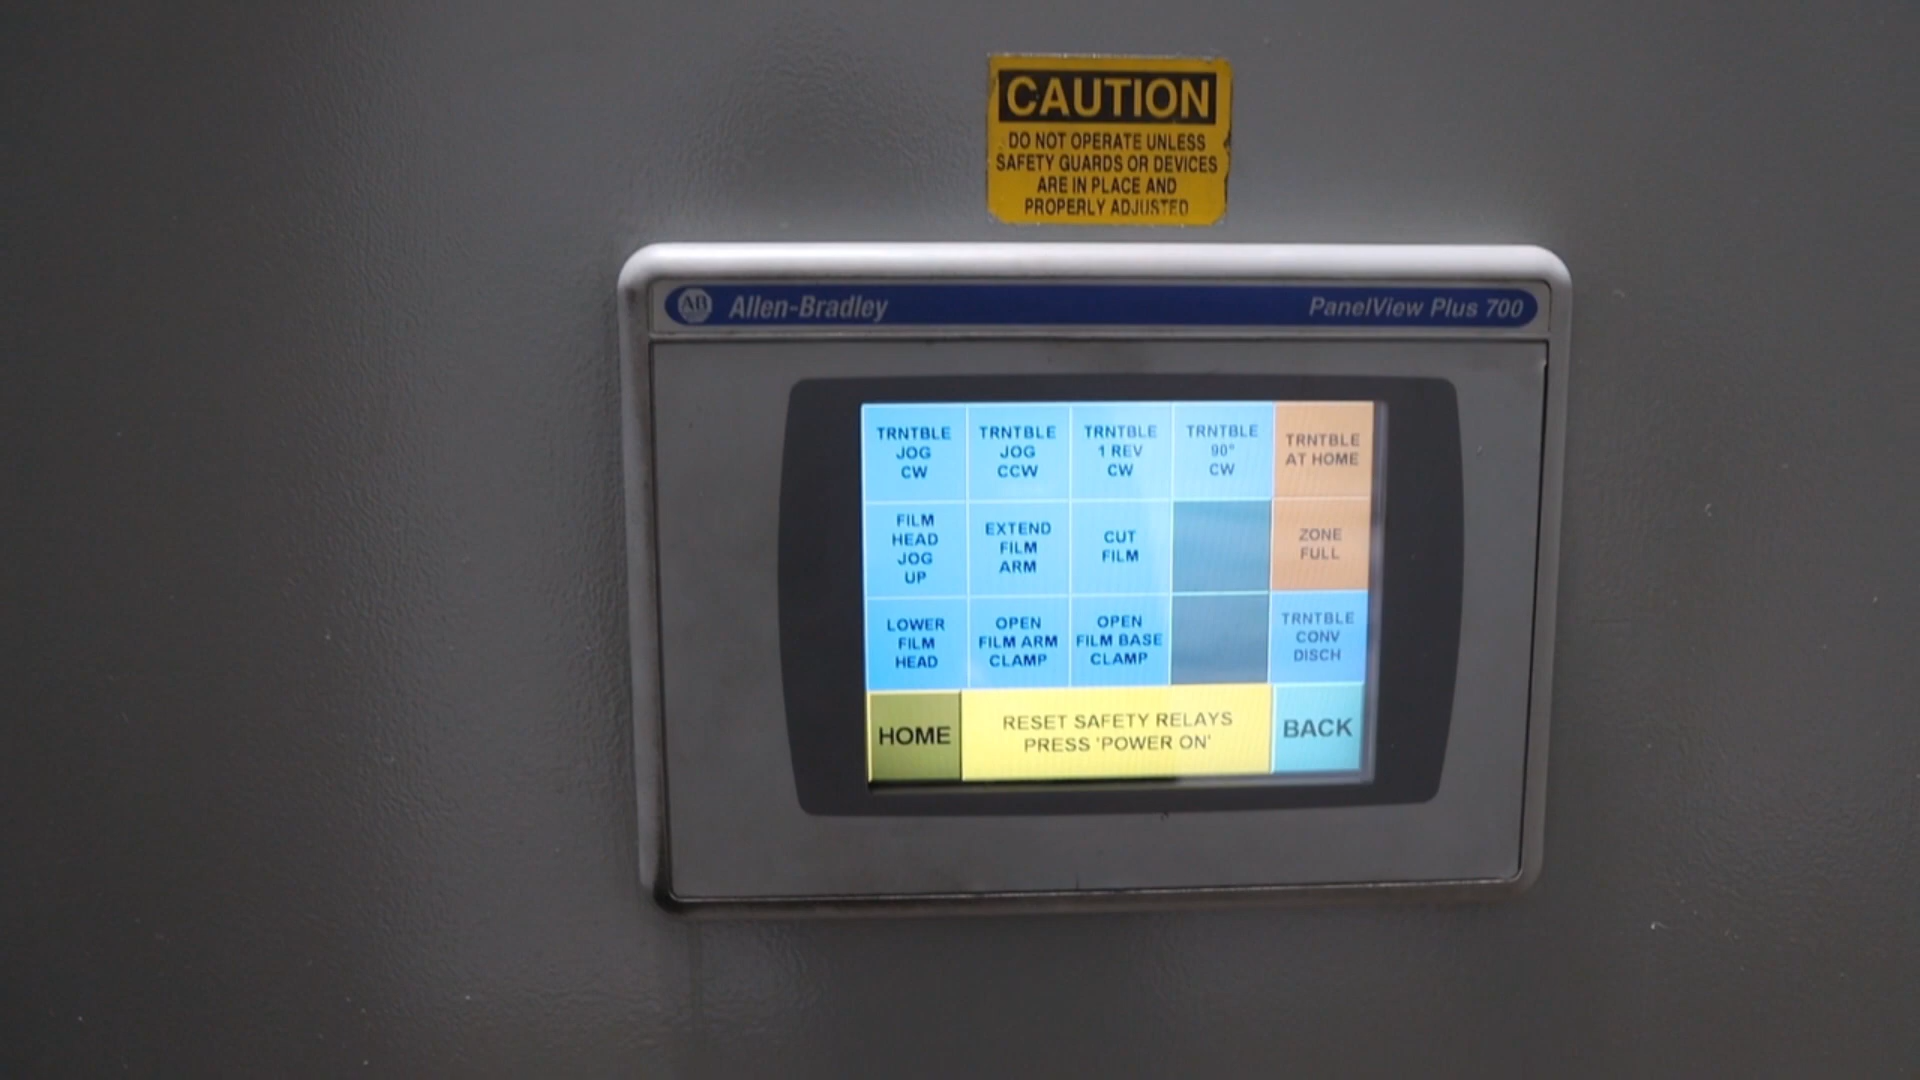 CAUTION
DO NOT OPERATE UNLESS
SAFETY GUARDS OR DEVICES
ARE IN PLACE AND
PROPERLY ADJUSTED
AB Allen-Bradley
PanelView Plus 700
TRNTBLE
JOG
CW
TRNTBLE
JOG
CCW
TRNTBLE
1 REV
CW
TRNTBLE
90°
CW
TRNTBLE
AT HOME
FILM
HEAD
JOG
UP
EXTEND
FILM
ARM
CUT
FILM
ZONE
FULL
LOWER
FILM
HEAD
OPEN
FILM ARM
CLAMP
OPEN
FILM BASE
CLAMP
TRNTBLE
CONV
DISCH
HOME
RESET SAFETY RELAYS
PRESS 'POWER ON'
BACK